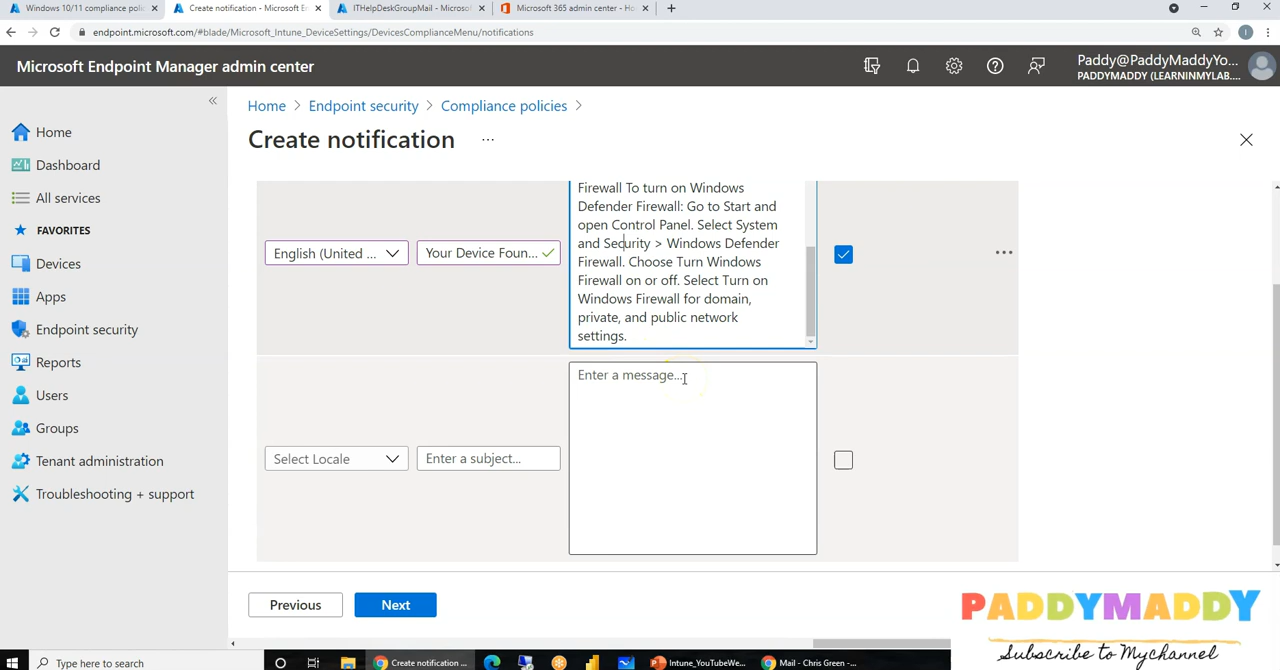 Windows 10/11 compliance polic
Create notification - Microsoft E
ITHelpDeskGroupMail - Microsof
Microsoft 365 admin center - Ho
endpoint.microsoft.com/#blade/Microsoft_Intune_DeviceSettings/DevicesComplianceMenu/notifications
Microsoft Endpoint Manager admin center
Paddy@PaddyMaddyYo...
PADDYMADDY (LEARNINMYLAB....
Home > Endpoint security > Compliance policies >
Create notification ...
Home
Dashboard
All services
FAVORITES
Devices
Apps
Endpoint security
Reports
Users
Groups
Tenant administration
Troubleshooting + support
English (United ...
Your Device Foun...
Firewall To turn on Windows
Defender Firewall: Go to Start and
open Control Panel. Select System
and Security > Windows Defender
Firewall. Choose Turn Windows
Firewall on or off. Select Turn on
Windows Firewall for domain,
private, and public network
settings.
Select Locale
Enter a subject...
Enter a message...
Previous
Next
PADDYMADDY
Subscribe to Mychannel
Type here to search
Create notification ...
Intune_YouTubeWe...
Mail - Chris Green -...